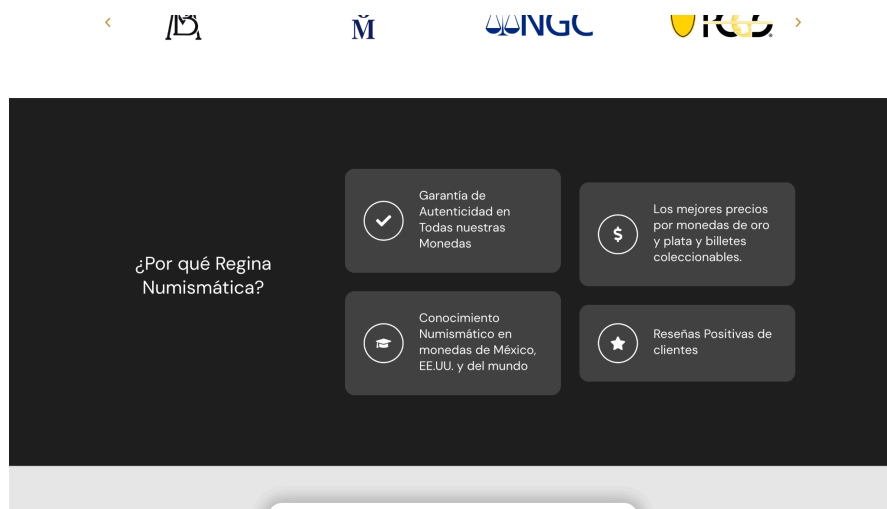 NGC
¿Por qué Regina
Numismática?
Garantía de
Autenticidad en
Todas nuestras
Monedas
Los mejores precios
por monedas de oro
y plata y billetes
coleccionables.
Conocimiento
Numismático en
monedas de México,
EE.UU. y del mundo
Reseñas Positivas de
clientes